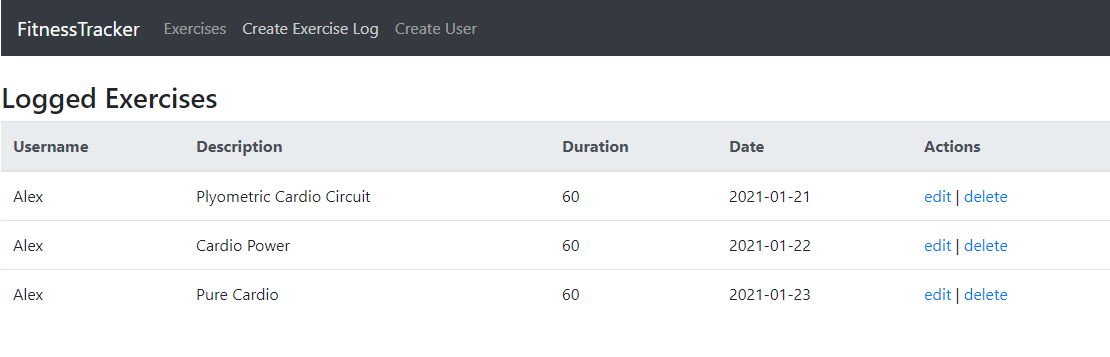 FitnessTracker Exercises Create Exercise Log Create User
Logged Exercises
Username Description Duration Date Actions
Alex Plyometric Cardio Circuit 60 2021-01-21 edit | delete
Alex Cardio Power 60 2021-01-22 edit | delete
Alex Pure Cardio 60 2021-01-23 edit | delete